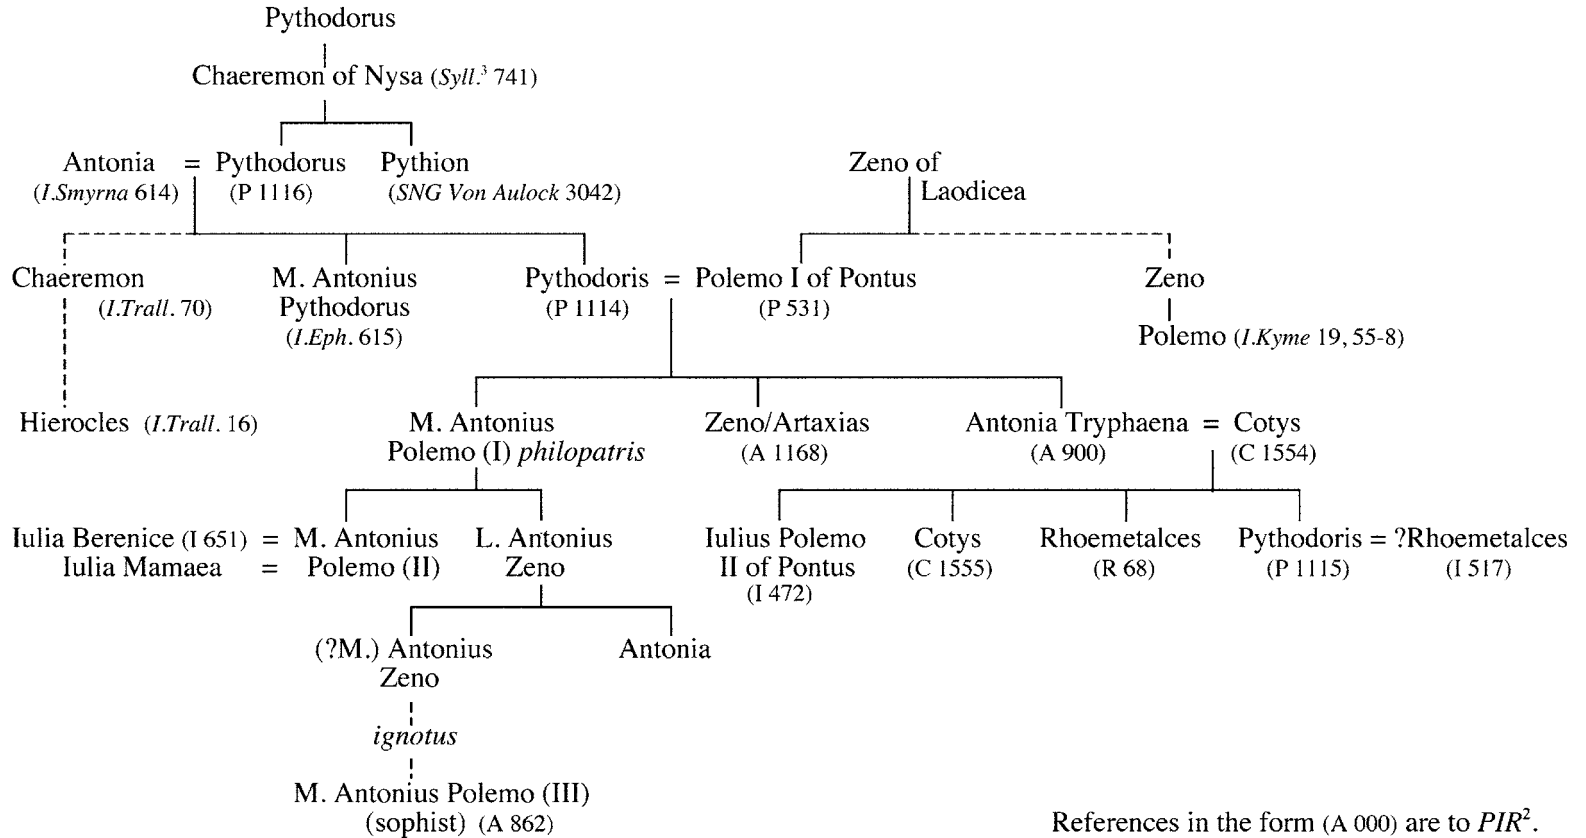 Pythodorus
Chaeremon of Nysa (Syll.³ 741)
Antonia = Pythodorus Pythion Zeno of
(I.Smyrna 614) (P 1116) (SNG Von Aulock 3042) Laodicea
Chaeremon M. Antonius Pythodoris = Polemo I of Pontus Zeno
(I.Trall. 70) Pythodorus (P 1114) (P 531)
(I.Eph. 615) Polemo (I.Kyme 19, 55-8)
Hierocles (I.Trall. 16) M. Antonius Zeno/Artaxias Antonia Tryphaena = Cotys
Polemo (I) philopatris (A 1168) (A 900) (C 1554)
Iulia Berenice (I 651) = M. Antonius L. Antonius Iulius Polemo Cotys Rhoemetalces Pythodoris = ?Rhoemetalces
Iulia Mamaea = Polemo (II) Zeno II of Pontus (C 1555) (R 68) (P 1115) (I 517)
(I 472)
(?M.) Antonius Antonia
Zeno
ignotus
M. Antonius Polemo (III)
(sophist) (A 862) References in the form (A 000) are to PIR².